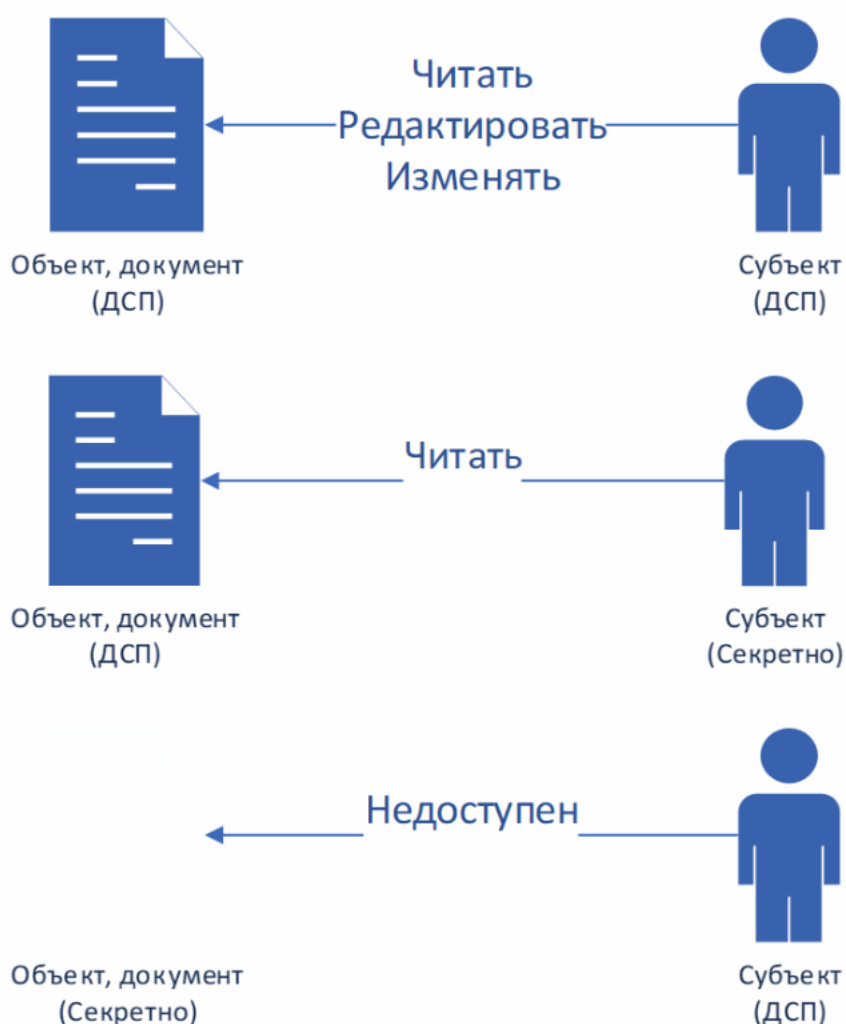 Читать
Редактировать
Изменять
Объект, документ
(ДСП)
Субъект
(ДСП)
Читать
Объект, документ
(ДСП)
Субъект
(Секретно)
Недоступен
Объект, документ
(Секретно)
Субъект
(ДСП)